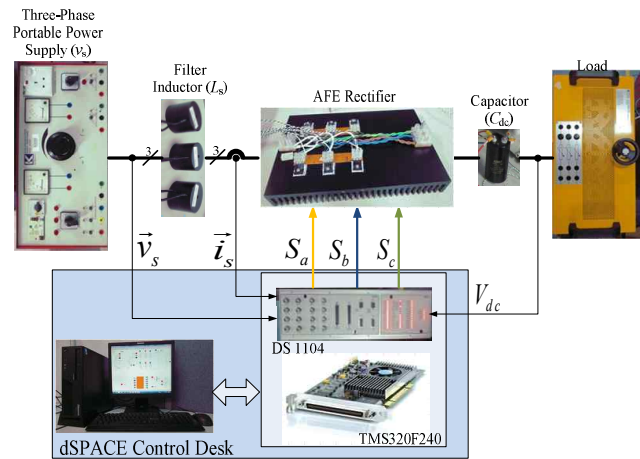 Three-Phase
Portable Power
Supply (vs)
Filter
Inductor (Ls)
AFE Rectifier
Capacitor
(Cdc)
Load
3
3
vs
is
Sa
Sb
Sc
Vdc
DS 1104
TMS320F240
dSPACE Control Desk